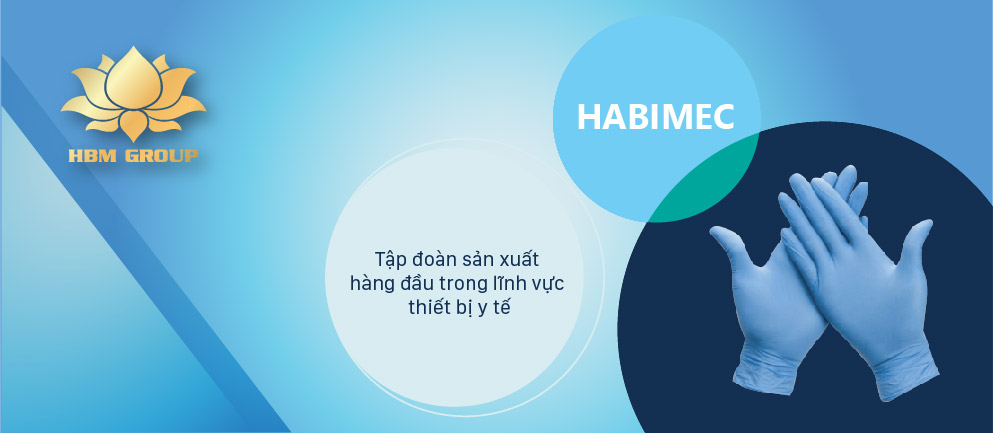 HBM GROUP
HABIMEC
Tập đoàn sản xuất
hàng đầu trong lĩnh vực
thiết bị y tế